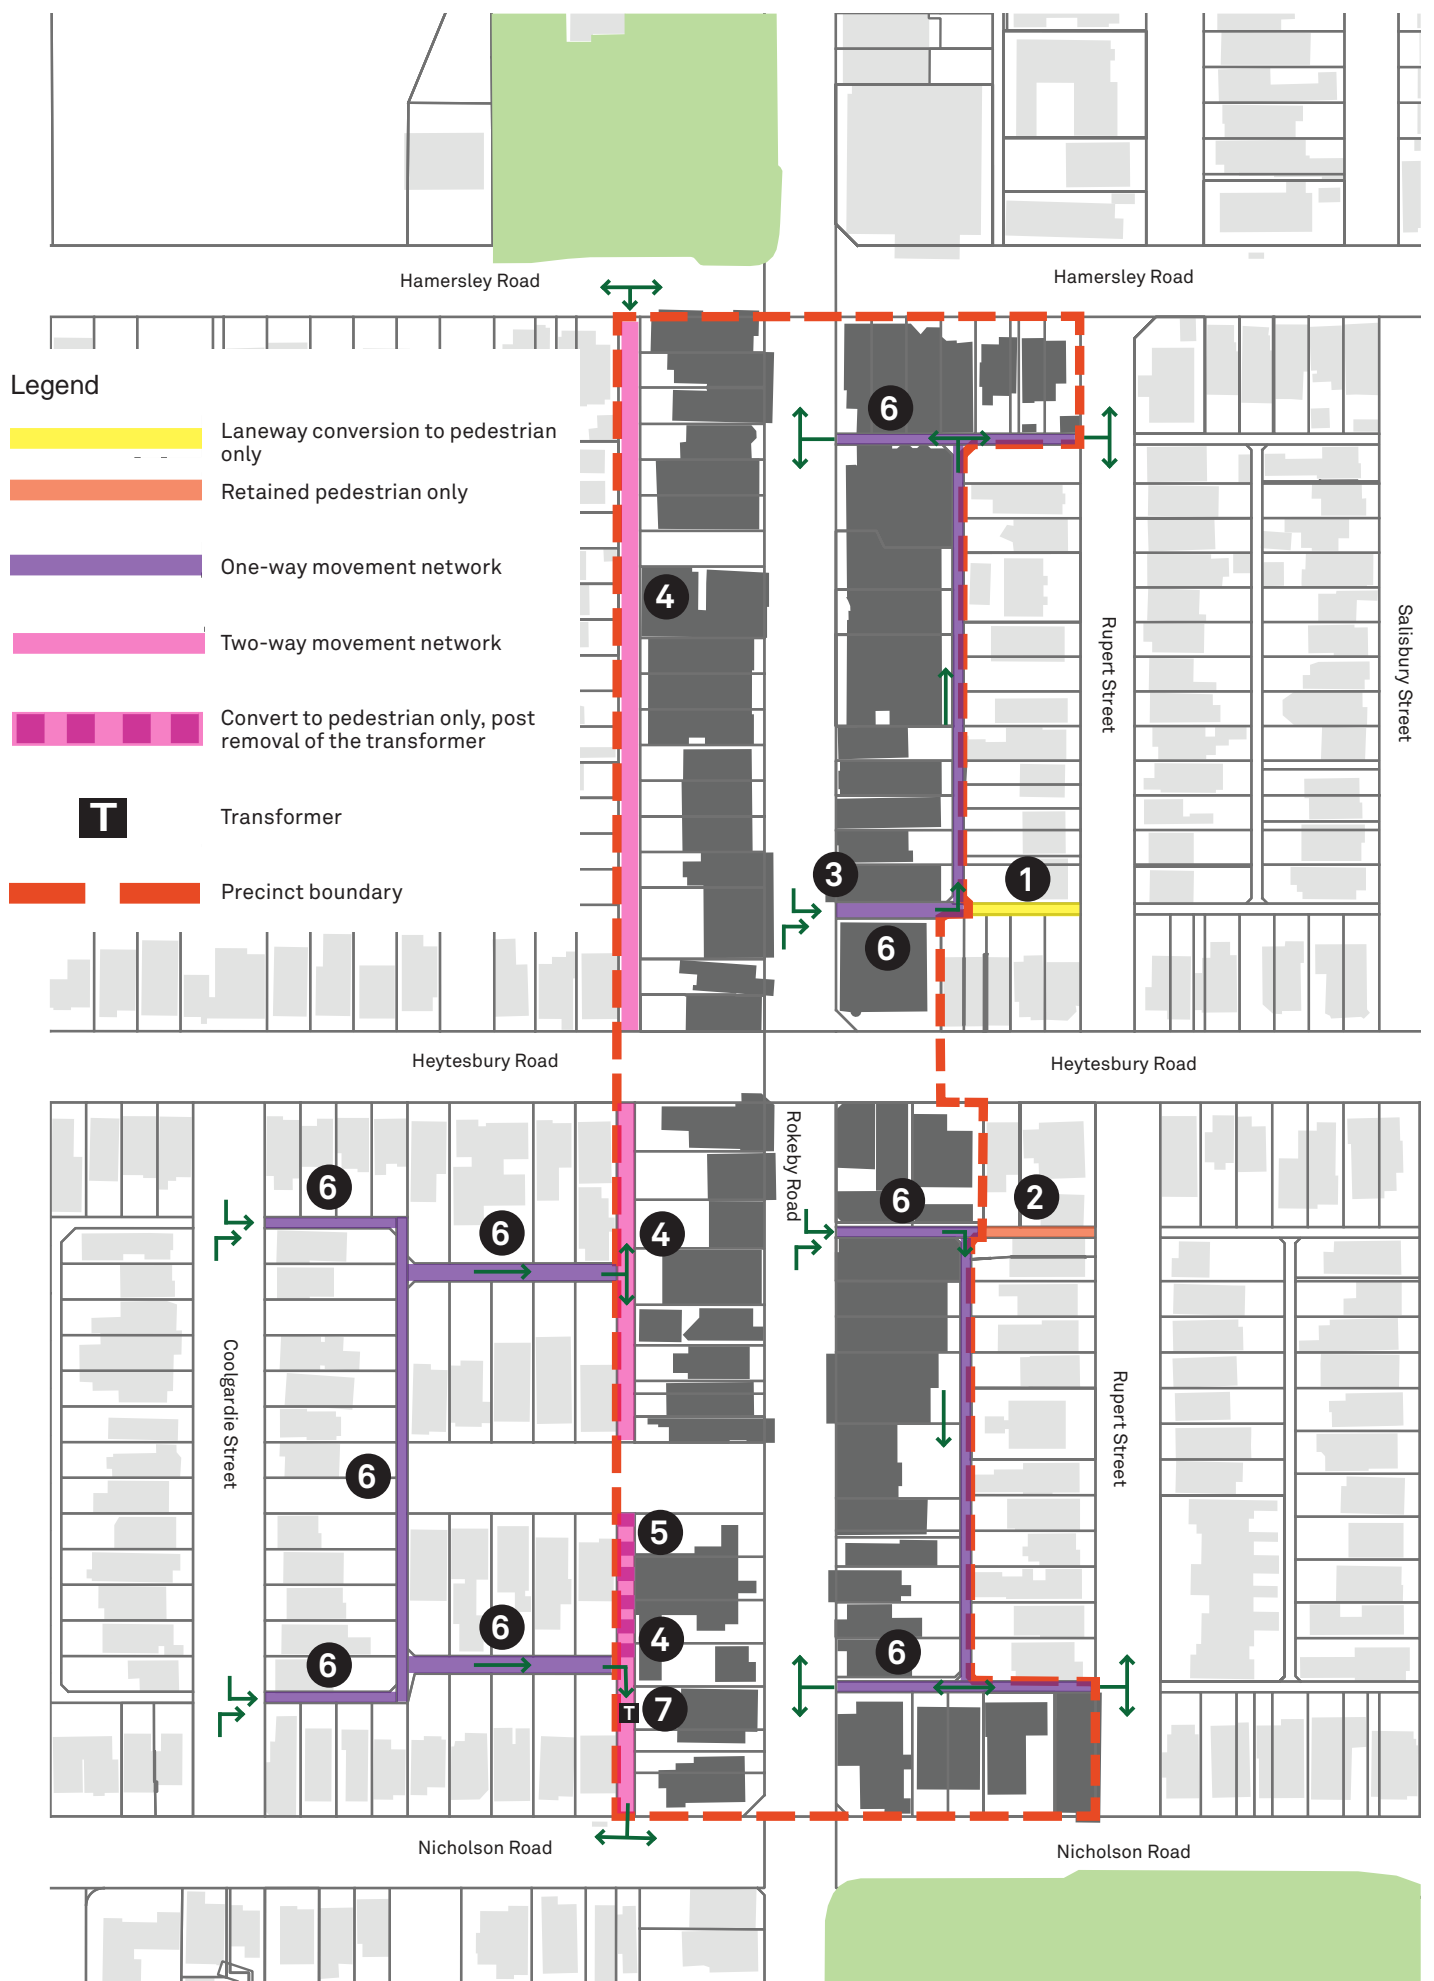 Hamersley Road
Hamersley Road
Legend
Laneway conversion to pedestrian
only
Retained pedestrian only
One-way movement network
Two-way movement network
Convert to pedestrian only, post
removal of the transformer
T
Transformer
Precinct boundary
6
4
Rupert Street
Salisbury Street
3
1
6
Heytesbury Road
Heytesbury Road
Rokeby Road
6
6
4
6
2
Coolgardie Street
Rupert Street
6
5
6
4
6
6
T
7
Nicholson Road
Nicholson Road